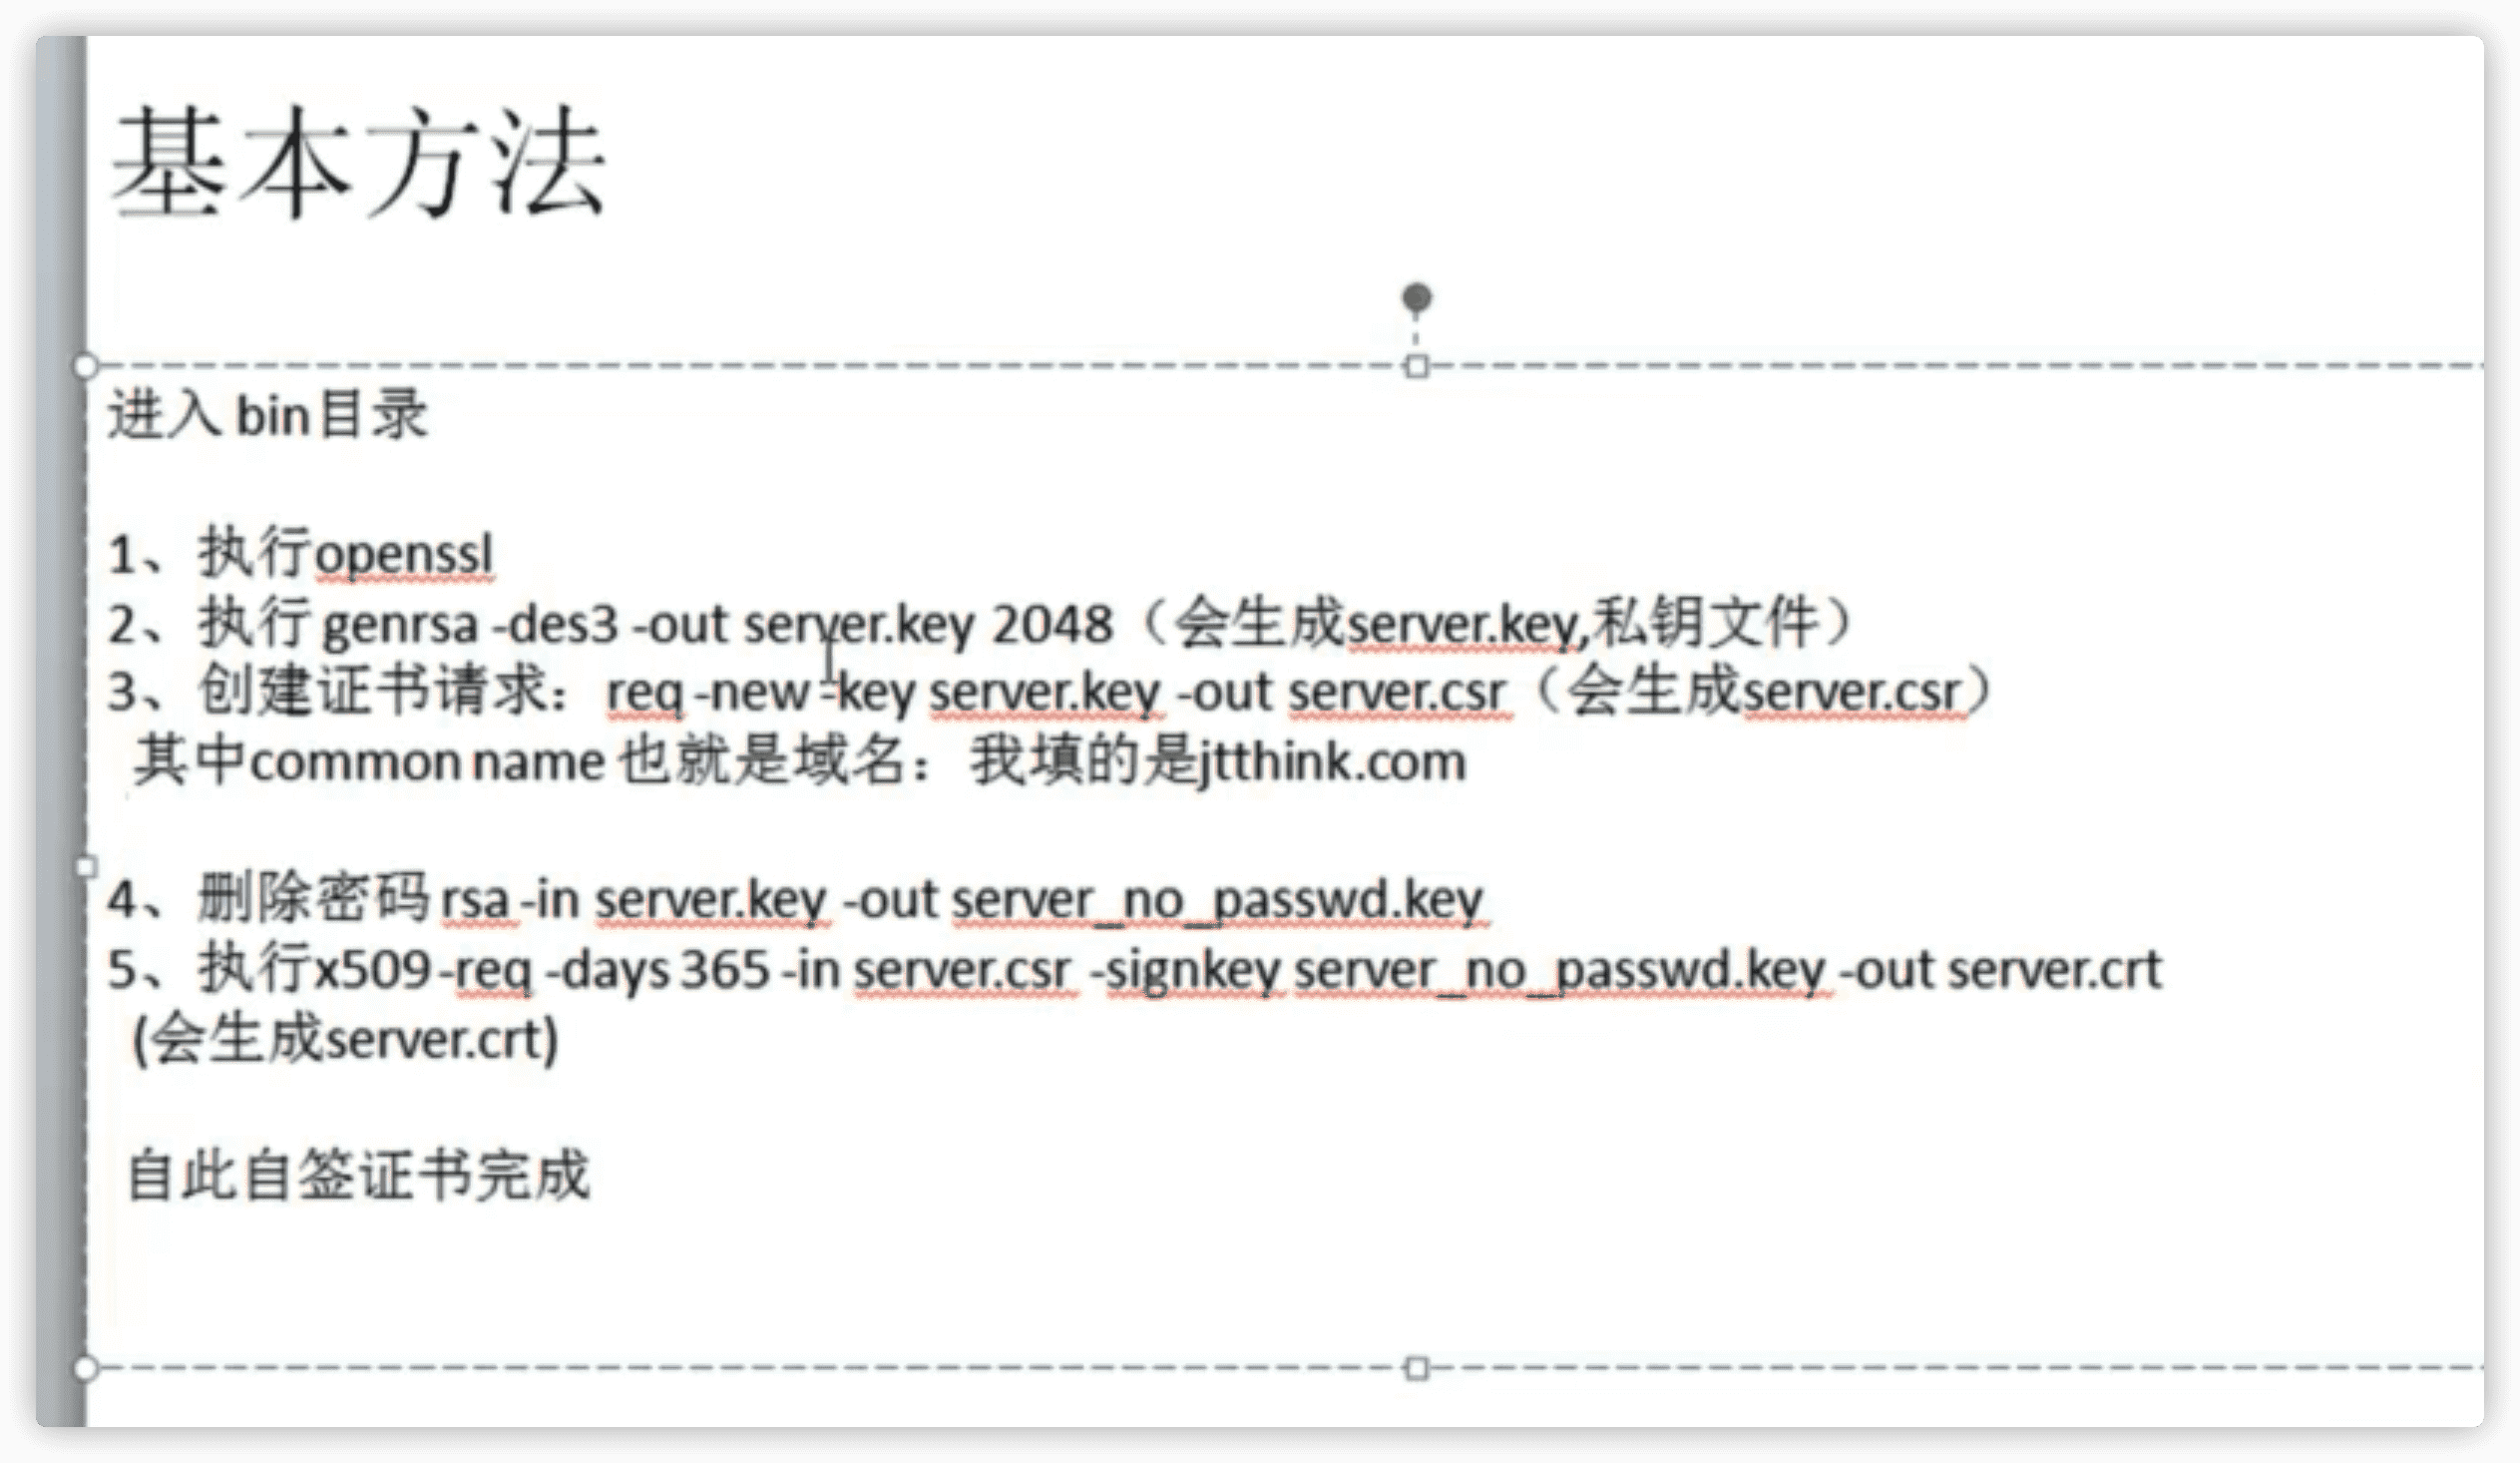 基本方法
进入 bin目录
1、执行openssl
2、执行 genrsa -des3 -out server.key 2048（会生成server.key,私钥文件）
3、创建证书请求：req -new -key server.key -out server.csr（会生成server.csr）
其中common name 也就是域名：我填的是jtthink.com
4、删除密码 rsa -in server.key -out server_no_passwd.key
5、执行x509 -req -days 365 -in server.csr -signkey server_no_passwd.key -out server.crt
(会生成server.crt)
自此自签证书完成